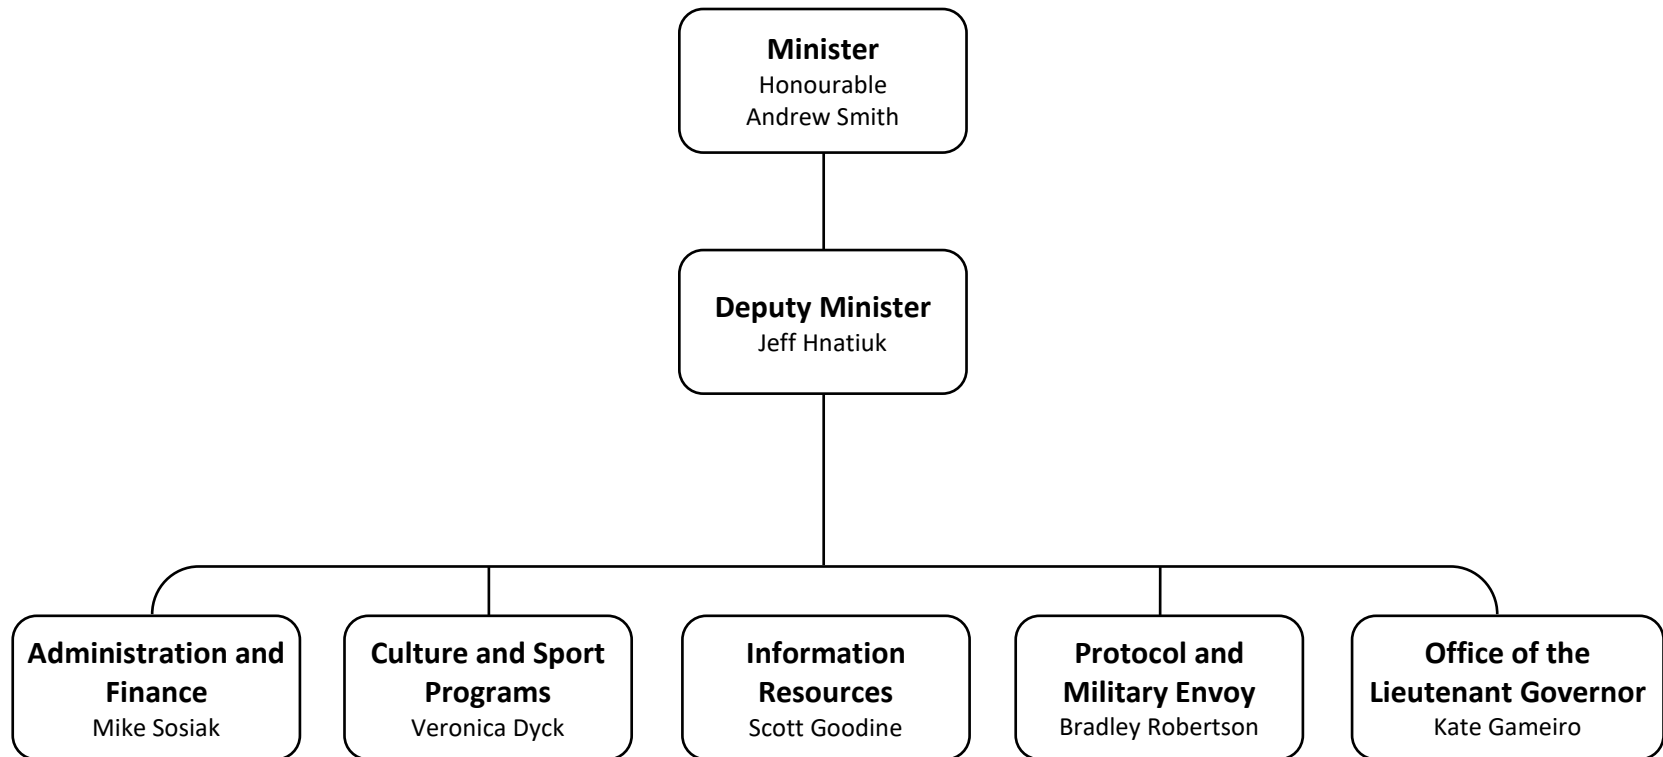 Minister
Honourable
Andrew Smith
Deputy Minister
Jeff Hnatiuk
Administration and
Finance
Mike Sosiak
Culture and Sport
Programs
Veronica Dyck
Information
Resources
Scott Goodine
Protocol and
Military Envoy
Bradley Robertson
Office of the
Lieutenant Governor
Kate Gameiro